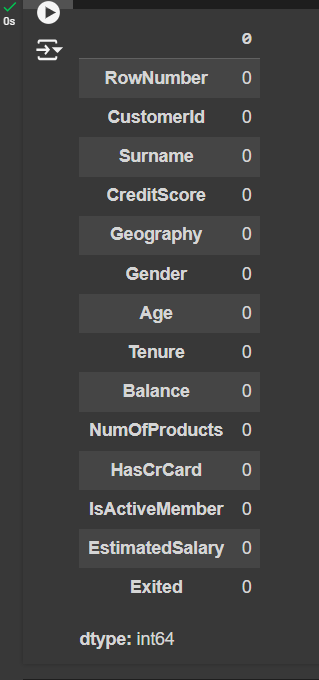 0s
0
RowNumber 0
CustomerId 0
Surname 0
CreditScore 0
Geography 0
Gender 0
Age 0
Tenure 0
Balance 0
NumOfProducts 0
HasCrCard 0
IsActiveMember 0
EstimatedSalary 0
Exited 0
dtype: int64